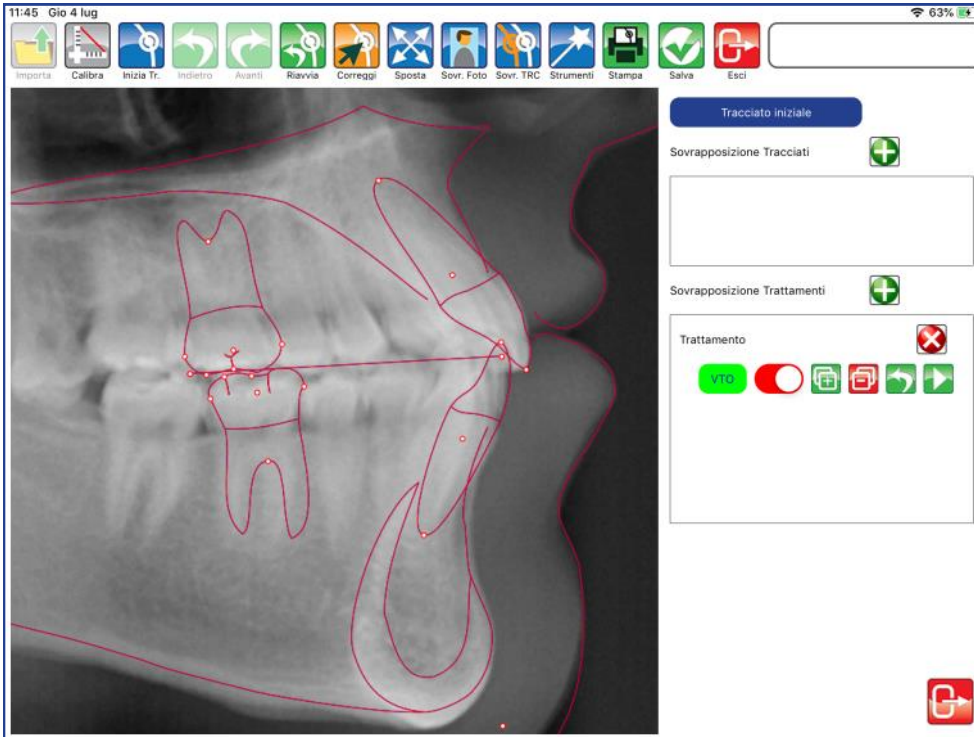 11:45 Gio 4 lug
63%
Importa Calibra Inizia Tr. Indietro Avanti Riavvia Correggi Sposta Sovr. Foto Sovr. TRC Strumenti Stampa Salva Esci
Tracciato iniziale
Sovrapposizione Tracciati
Sovrapposizione Trattamenti
Trattamento
VTO